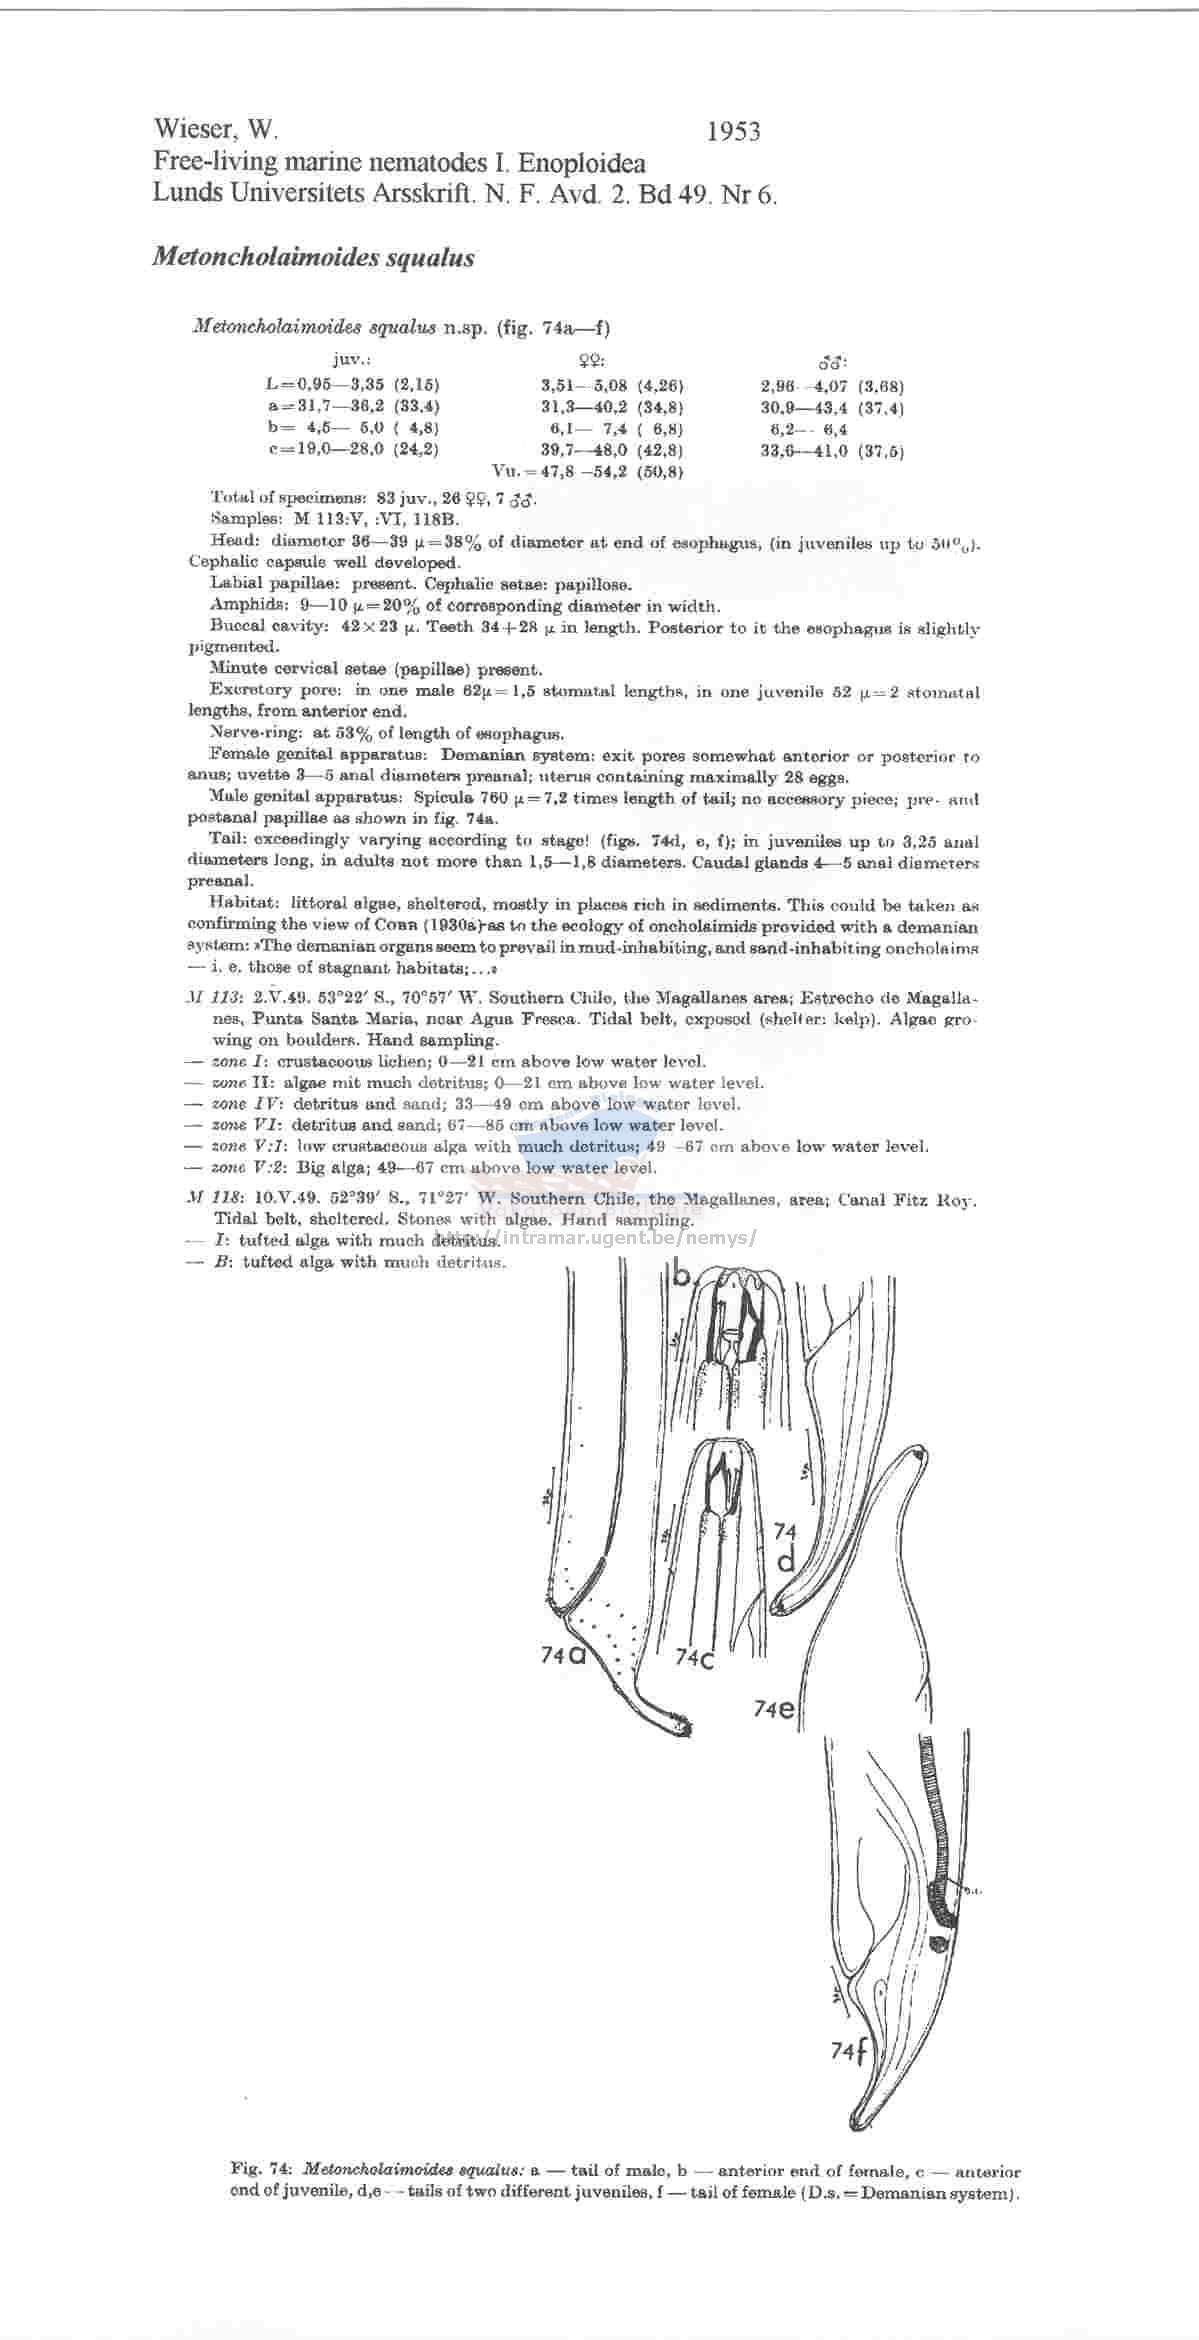 Wieser, W. 1953
Free-living marine nematodes I. Enoploidea
Lunds Universitets Arsskrift. N. F. Avd. 2. Bd 49. Nr 6.
Metoncholaimoides squalus
Metoncholaimoides squalus n.sp. (fig. 74a—f)
juv.: ♀♀: ♂♂:
L=0,95—3,35 (2,15) 3,51—5,08 (4,26) 2,96—4,07 (3,68)
a=31,7—36,2 (33,4) 31,3—40,2 (34,8) 30,9—43,4 (37,4)
b= 4,5— 5,0 ( 4,8) 6,1— 7,4 ( 6,8) 6,2— 6,4
c=19,0—28,0 (24,2) 39,7—48,0 (42,8) 33,6—41,0 (37,5)
Vu.=47,8—54,2 (50,8)
Total of specimens: 83 juv., 26 ♀♀, 7 ♂♂.
Samples: M 113:V, :VI, 118B.
Head: diameter 36—39 μ=38% of diameter at end of esophagus, (in juveniles up to 50%).
Cephalic capsule well developed.
Labial papillae: present. Cephalic setae: papillose.
Amphids: 9—10 μ=20% of corresponding diameter in width.
Buccal cavity: 42×23 μ. Teeth 34+28 μ in length. Posterior to it the esophagus is slightly
pigmented.
Minute cervical setae (papillae) present.
Excretory pore: in one male 62μ=1,5 stomatal lengths, in one juvenile 52 μ=2 stomatal
lengths, from anterior end.
Nerve-ring: at 53% of length of esophagus.
Female genital apparatus: Demanian system: exit pores somewhat anterior or posterior to
anus; uvette 3—5 anal diameters preanal; uterus containing maximally 28 eggs.
Male genital apparatus: Spicula 760 μ=7,2 times length of tail; no accessory piece; pre- and
postanal papillae as shown in fig. 74a.
Tail: exceedingly varying according to stage! (figs. 74d, e, f); in juveniles up to 3,25 anal
diameters long, in adults not more than 1,5—1,8 diameters. Caudal glands 4—5 anal diameters
preanal.
Habitat: littoral algae, sheltered, mostly in places rich in sediments. This could be taken as
confirming the view of COBB (1930a) as to the ecology of oncholaimids provided with a demanian
system: »The demanian organs seem to prevail in mud-inhabiting, and sand-inhabiting oncholaims
— i. e. those of stagnant habitats;...»
M 113: 2.V.49. 53°22′ S., 70°57′ W. Southern Chile, the Magallanes area; Estrecho de Magalla-
nes, Punta Santa Maria, near Agua Fresca. Tidal belt, exposed (shelter: kelp). Algae gro-
wing on boulders. Hand sampling.
— zone I: crustaceous lichen; 0—21 cm above low water level.
— zone II: algae mit much detritus; 0—21 cm above low water level.
— zone IV: detritus and sand; 33—49 cm above low water level.
— zone VI: detritus and sand; 67—85 cm above low water level.
— zone V:1: low crustaceous alga with much detritus; 49—67 cm above low water level.
— zone V:2: Big alga; 49—67 cm above low water level.
M 118: 10.V.49. 52°39′ S., 71°27′ W. Southern Chile, the Magallanes, area; Canal Fitz Roy.
Vakgroep Biologie
Tidal belt, sheltered. Stones with algae. Hand sampling.
— I: tufted alga with much detritus.
http://intramar.ugent.be/nemys/
— B: tufted alga with much detritus.
b
74
d
74a
74c
74e
74f
Fig. 74: Metoncholaimoides squalus: a — tail of male, b — anterior end of female, c — anterior
end of juvenile, d,e — tails of two different juveniles, f — tail of female (D.s. = Demanian system).